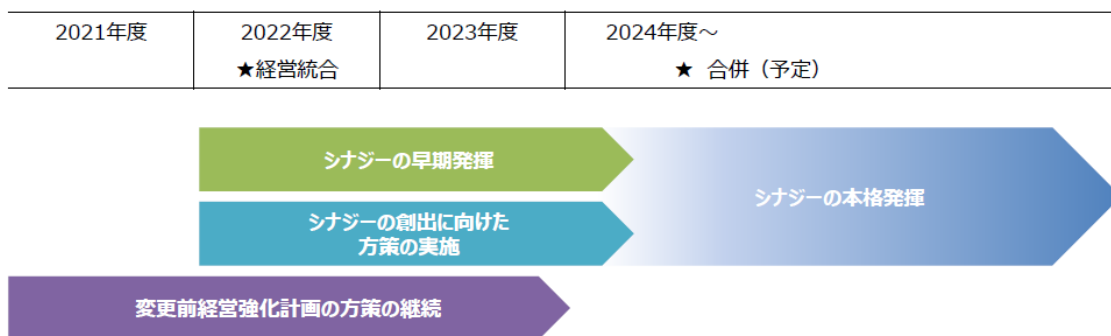 2021年度 2022年度 2023年度 2024年度～
★経営統合 ★ 合併（予定）
シナジーの早期発揮
シナジーの創出に向けた
方策の実施
シナジーの本格発揮
変更前経営強化計画の方策の継続